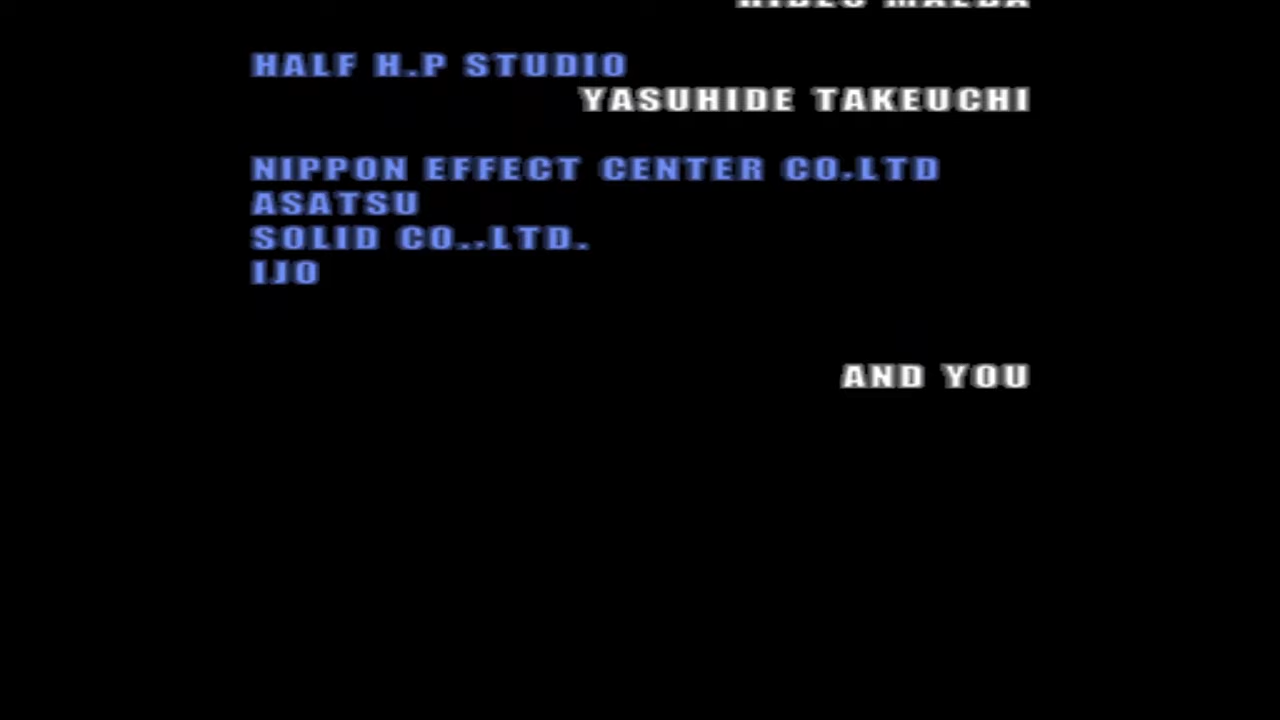 HALF H.P STUDIO
YASUHIDE TAKEUCHI
NIPPON EFFECT CENTER CO.LTD
ASATSU
SOLID CO..LTD.
IJO
AND YOU